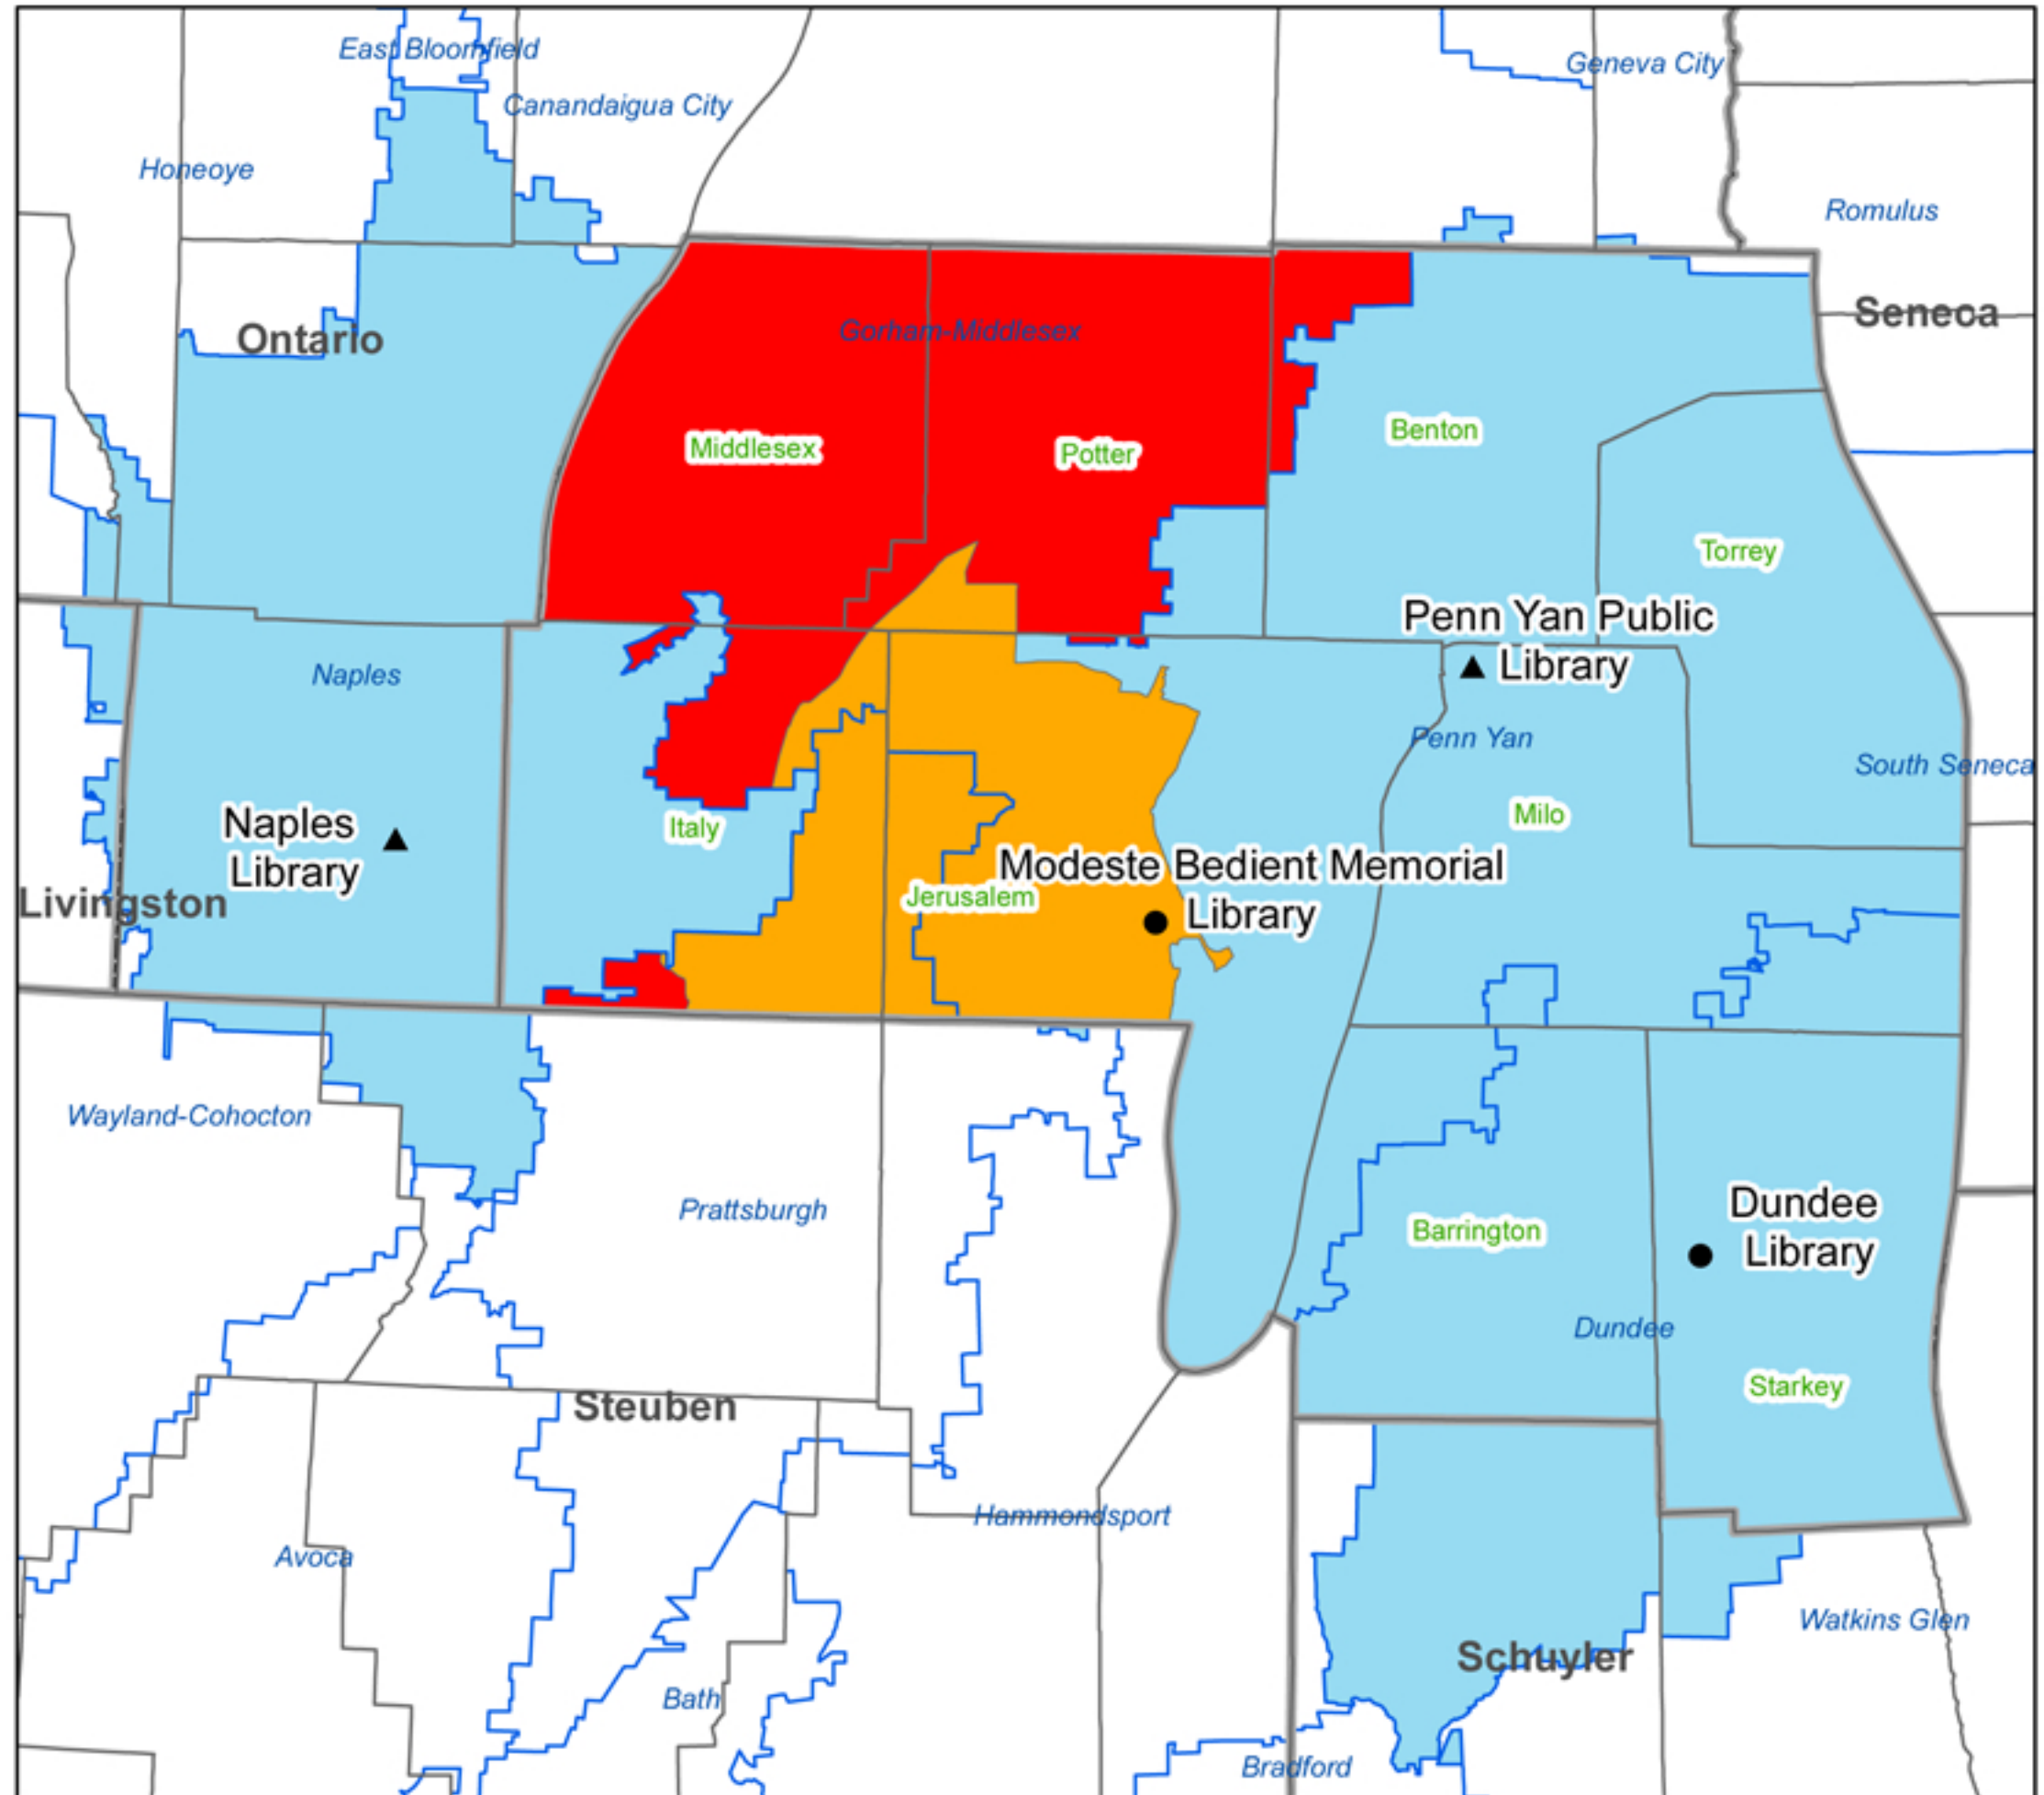 East Bloomfield
Geneva City
Canandaigua City
Honeoye
Romulus
Seneca
Gorham-Middlesex
Ontario
Benton
Middlesex
Potter
Torrey
Penn Yan Public
Library
Naples
Penn Yan
South Seneca
Milo
Naples
Library
Italy
Modeste Bedient Memorial
Library
Jerusalem
Livingston
Wayland-Cohocton
Prattsburgh
Dundee
Library
Barrington
Dundee
Starkey
Steuben
Hammondsport
Avoca
Watkins Glen
Schuyler
Bath
Bradford